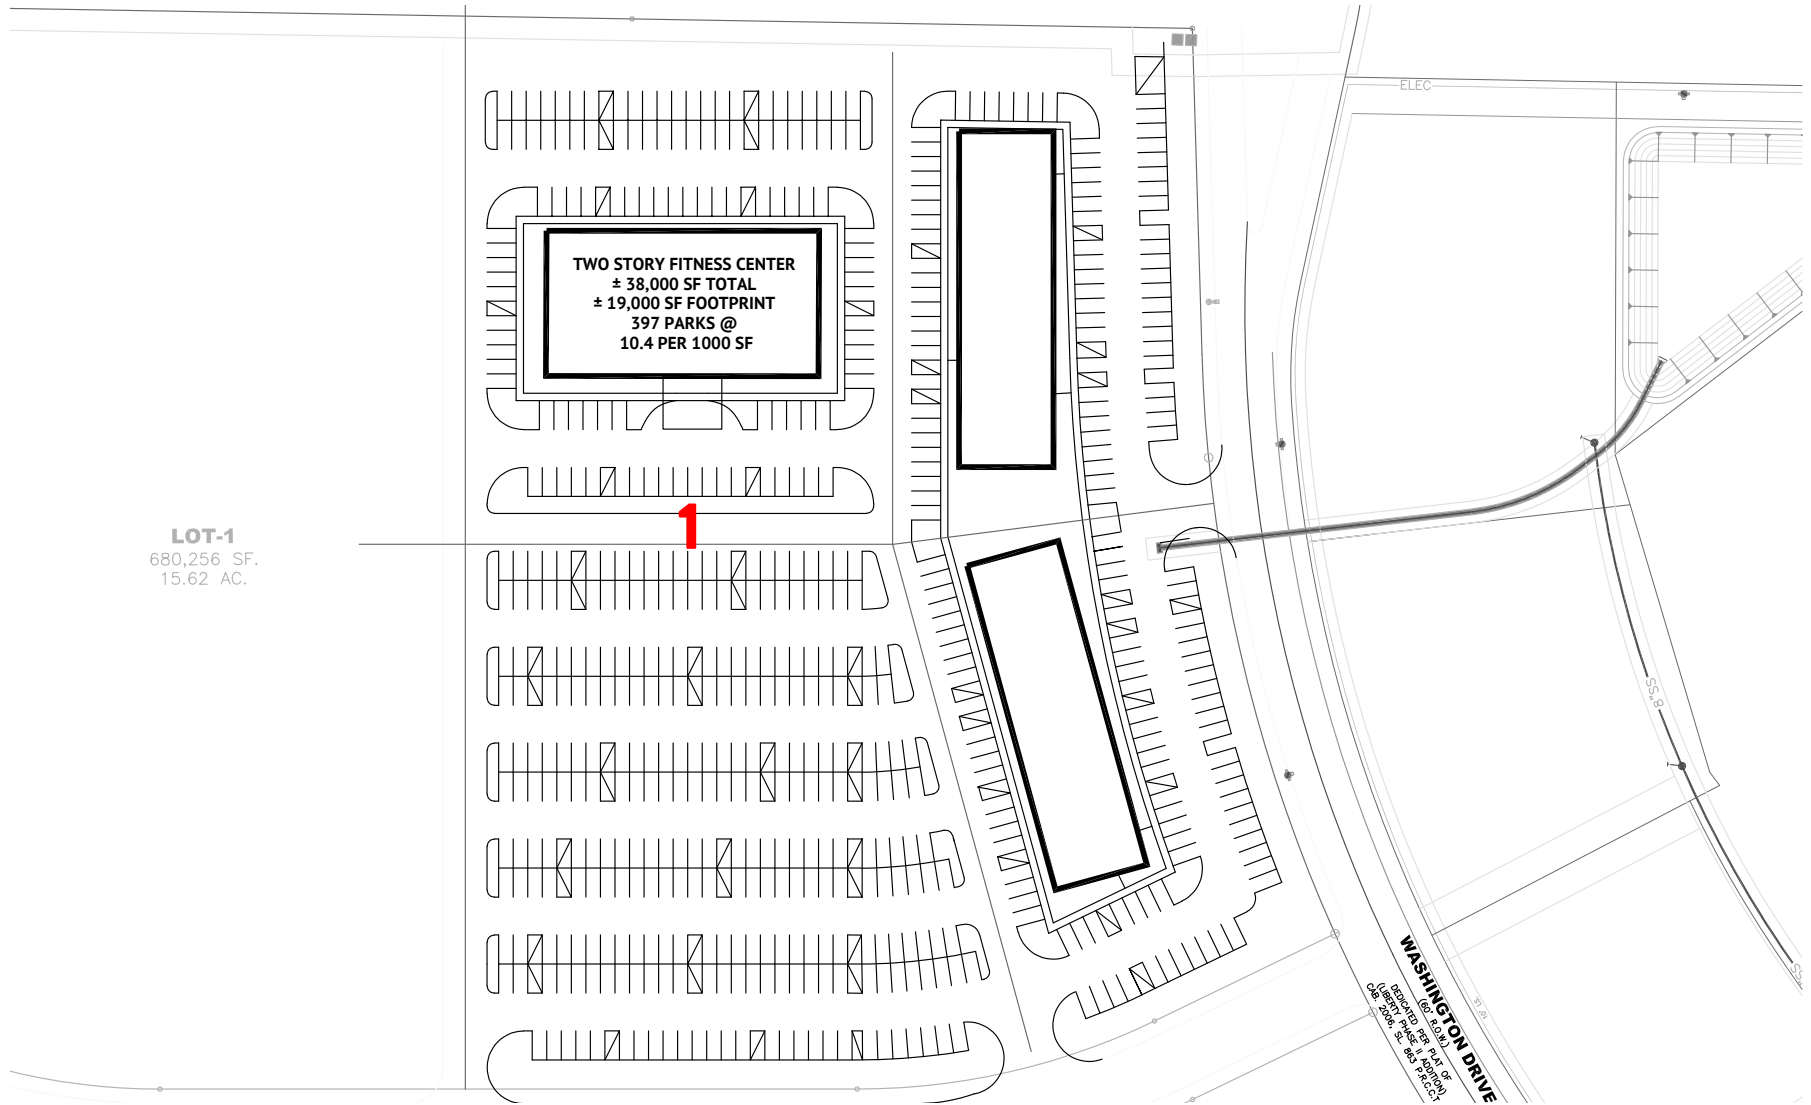 ELEC
TWO STORY FITNESS CENTER
± 38,000 SF TOTAL
± 19,000 SF FOOTPRINT
397 PARKS @
10.4 PER 1000 SF
1
LOT-1
680,256 SF.
15.62 AC.
8"SS
WASHINGTON DRIVE
(60' R.O.W.)
DEDICATED PER PLAT OF
(LIBERTY PHASE II ADDITION)
CAB. 2006, SL. 863 P.R.C.C.T
SS